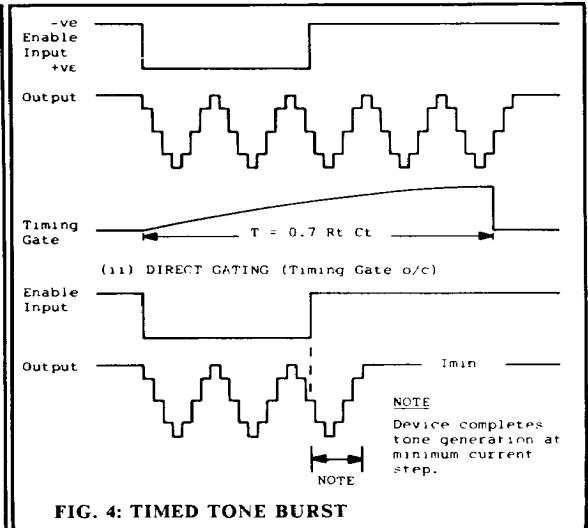 -ve
Enable
Input
+ve
Output
Timing
Gate
T = 0.7 Rt Ct
(ii) DIRECT GATING (Timing Gate o/c)
Enable
Input
Output
Imin
NOTE
Device completes
tone generation at
minimum current
step.
NOTE
FIG. 4: TIMED TONE BURST